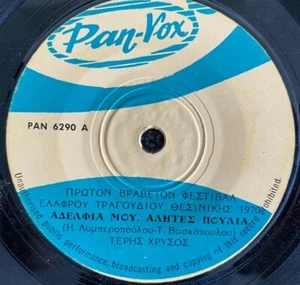 Pan-Vox
PAN 6290 A
ΠΡΩΤΟΝ ΒΡΑΒΕΙΟΝ ΦΕΣΤΙΒΑΛ
ΕΛΑΦΡΟΥ ΤΡΑΓΟΥΔΙΟΥ ΘΕΣ)ΝΙΚΗΣ 1970
ΑΔΕΛΦΙΑ ΜΟΥ, ΑΛΗΤΕΣ ΠΟΥΛΙΑ
(Η.Λυμπεροπούλου-Τ. Βοσκόπουλου)
ΤΕΡΗΣ ΧΡΥΣΟΣ
Unauthorised public performance, broadcasting and copying of this record prohibited.